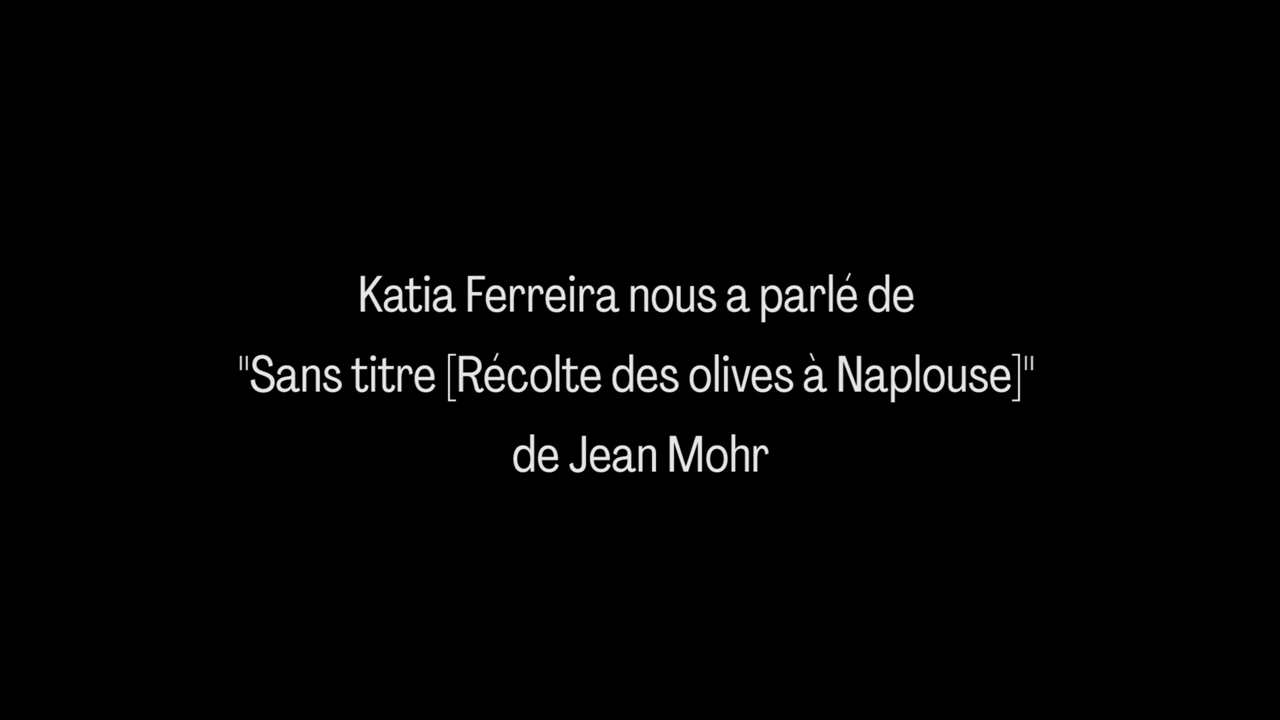 Katia Ferreira nous a parlé de
"Sans titre [Récolte des olives à Naplouse]"
de Jean Mohr